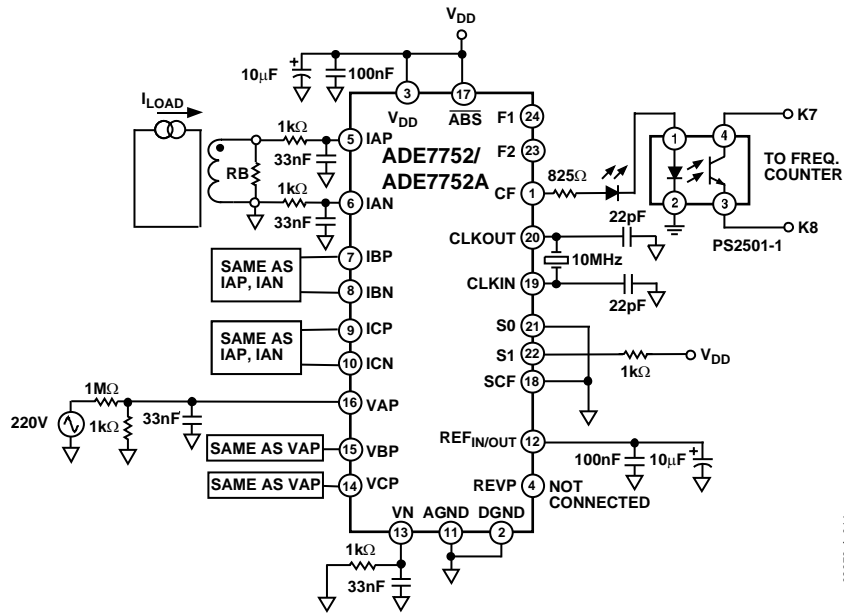 V_DD
10μF
+
100nF
3
17
V_DD
ABS
24
F1
23
F2
I_LOAD
1kΩ
5
IAP
33nF
RB
1kΩ
6
IAN
33nF
ADE7752/
ADE7752A
CF
1
825Ω
1
4
K7
TO FREQ.
COUNTER
2
3
K8
PS2501-1
22pF
CLKOUT
20
10MHz
CLKIN
19
22pF
SAME AS
IAP, IAN
7
IBP
8
IBN
SAME AS
IAP, IAN
9
ICP
10
ICN
S0
21
S1
22
1kΩ
V_DD
SCF
18
1MΩ
220V
1kΩ
33nF
16
VAP
SAME AS VAP
15
VBP
SAME AS VAP
14
VCP
REF_IN/OUT
12
100nF
10μF
+
REVP
4
NOT
CONNECTED
VN
AGND
DGND
13
11
2
1kΩ
33nF